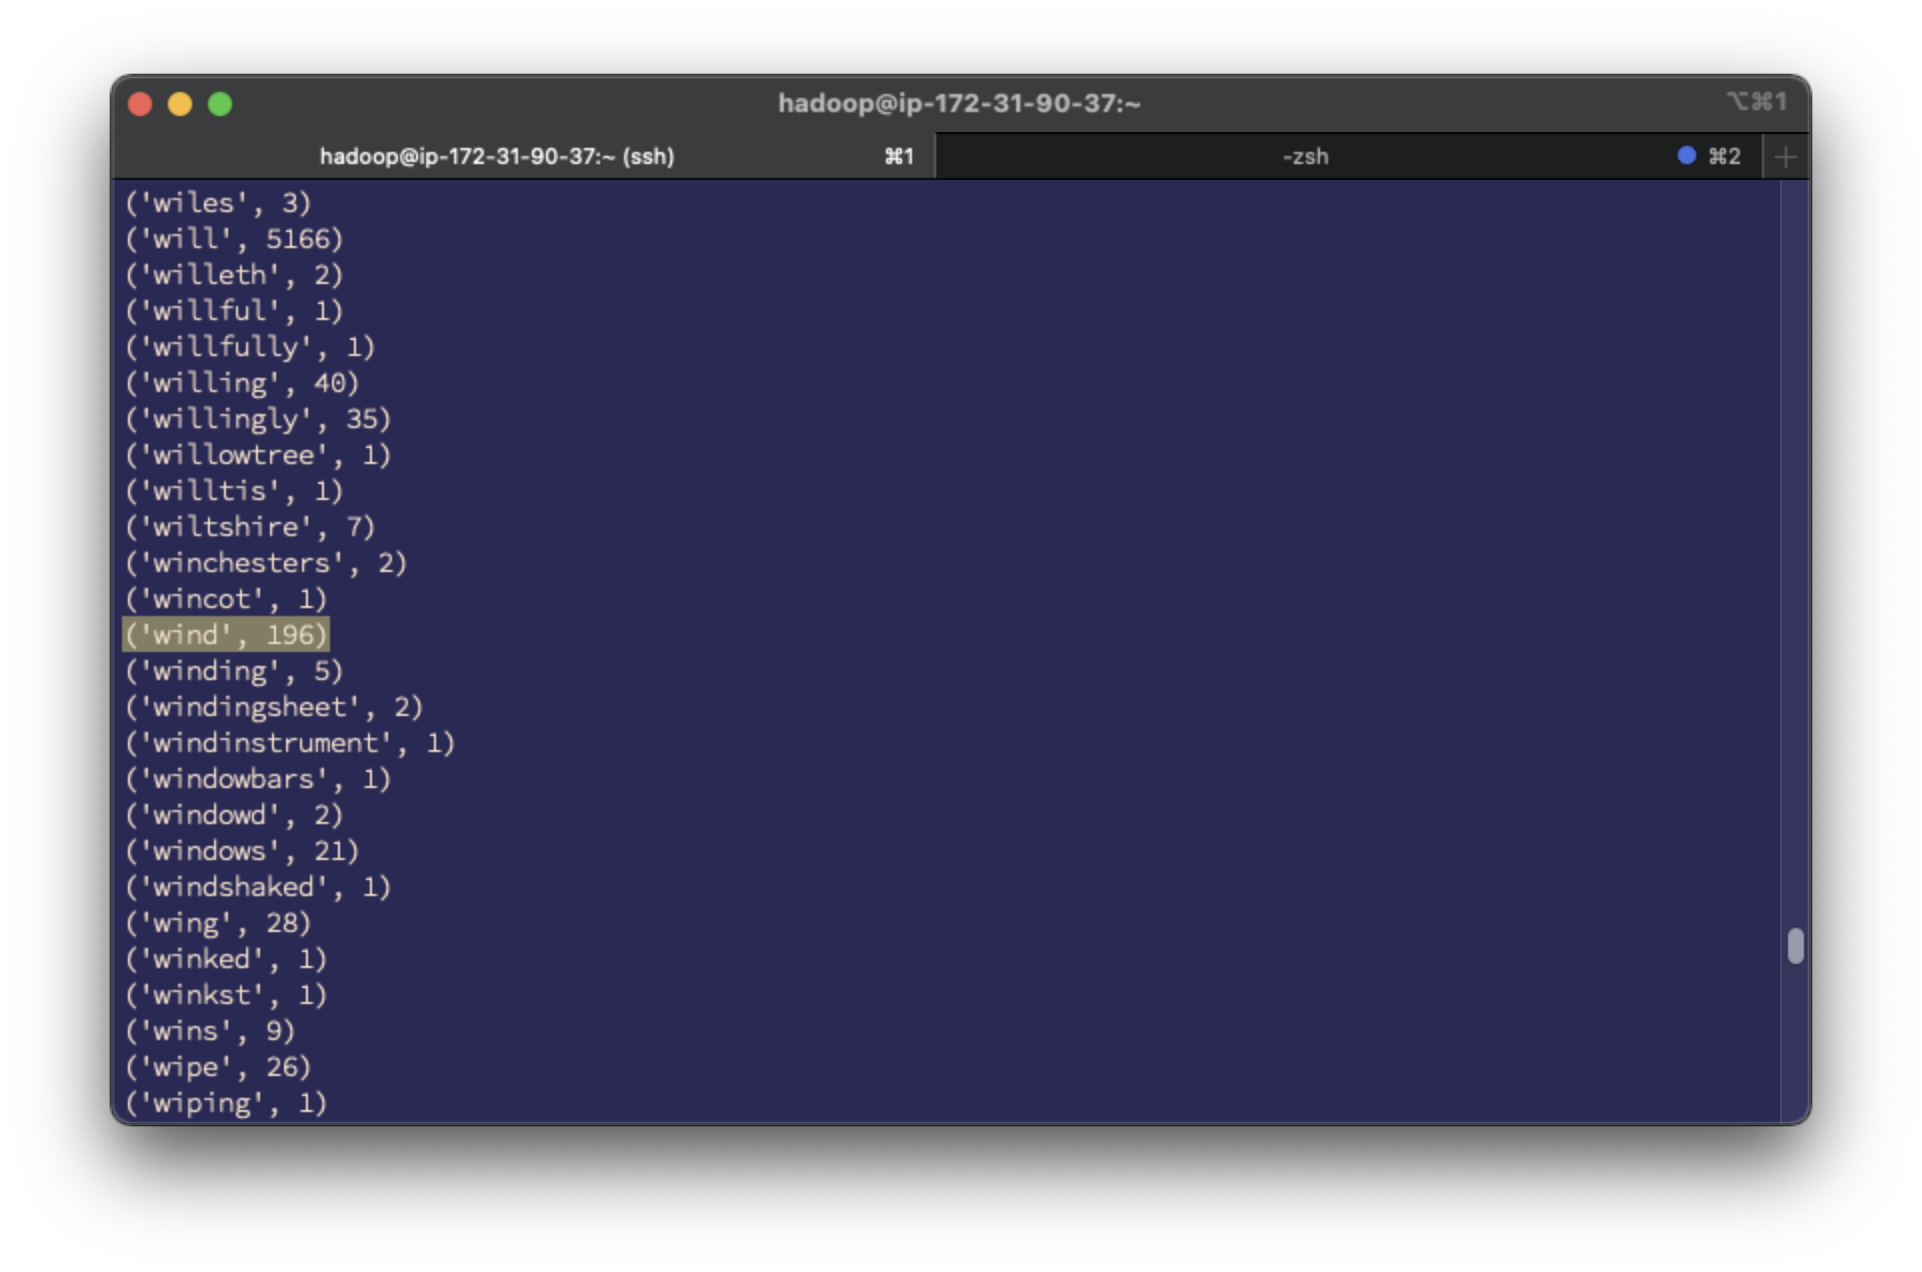 hadoop@ip-172-31-90-37:~ ⌥⌘1
hadoop@ip-172-31-90-37:~ (ssh) ⌘1 -zsh ⌘2 +
('wiles', 3)
('will', 5166)
('willeth', 2)
('willful', 1)
('willfully', 1)
('willing', 40)
('willingly', 35)
('willowtree', 1)
('willtis', 1)
('wiltshire', 7)
('winchesters', 2)
('wincot', 1)
('wind', 196)
('winding', 5)
('windingsheet', 2)
('windinstrument', 1)
('windowbars', 1)
('windowd', 2)
('windows', 21)
('windshaked', 1)
('wing', 28)
('winked', 1)
('winkst', 1)
('wins', 9)
('wipe', 26)
('wiping', 1)